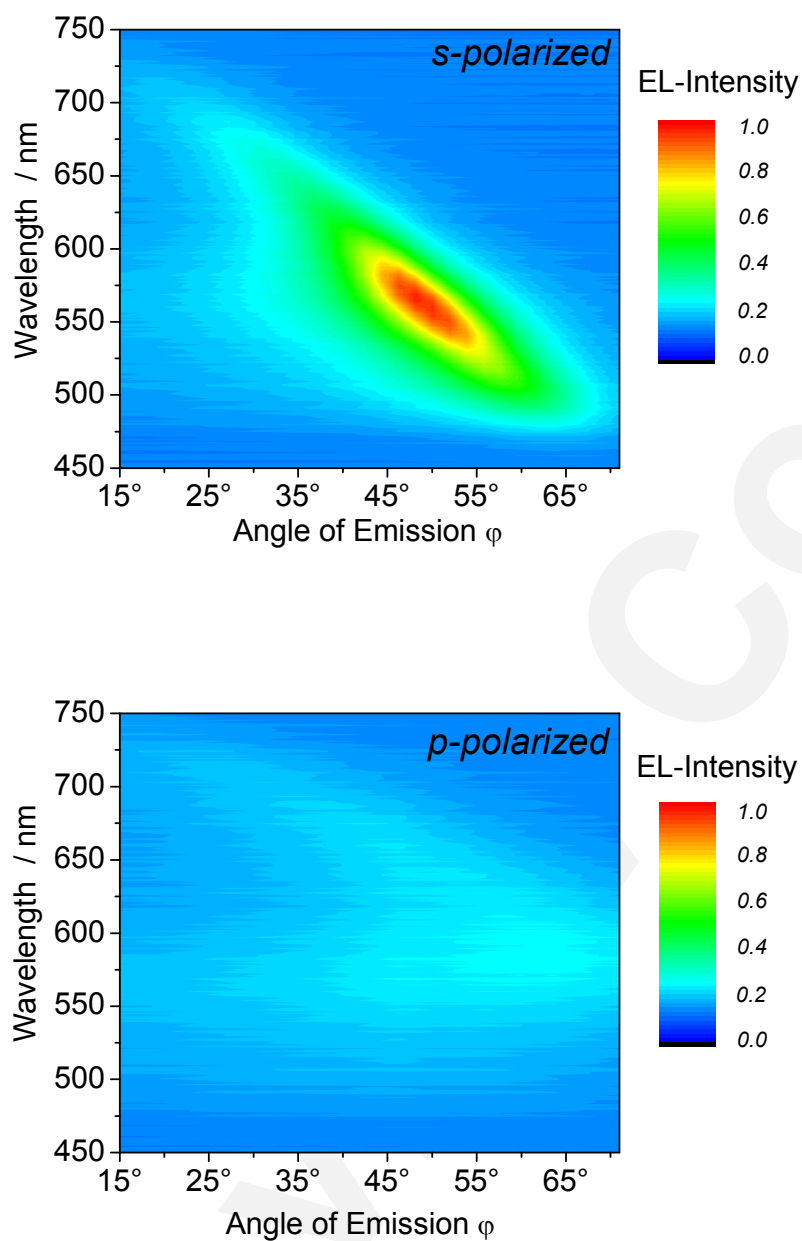 s-polarized
EL-Intensity
1.0
0.8
0.6
0.4
0.2
0.0
750
700
650
600
550
500
450
Wavelength / nm
15° 25° 35° 45° 55° 65°
Angle of Emission φ
p-polarized
EL-Intensity
1.0
0.8
0.6
0.4
0.2
0.0
750
700
650
600
550
500
450
Wavelength / nm
15° 25° 35° 45° 55° 65°
Angle of Emission φ